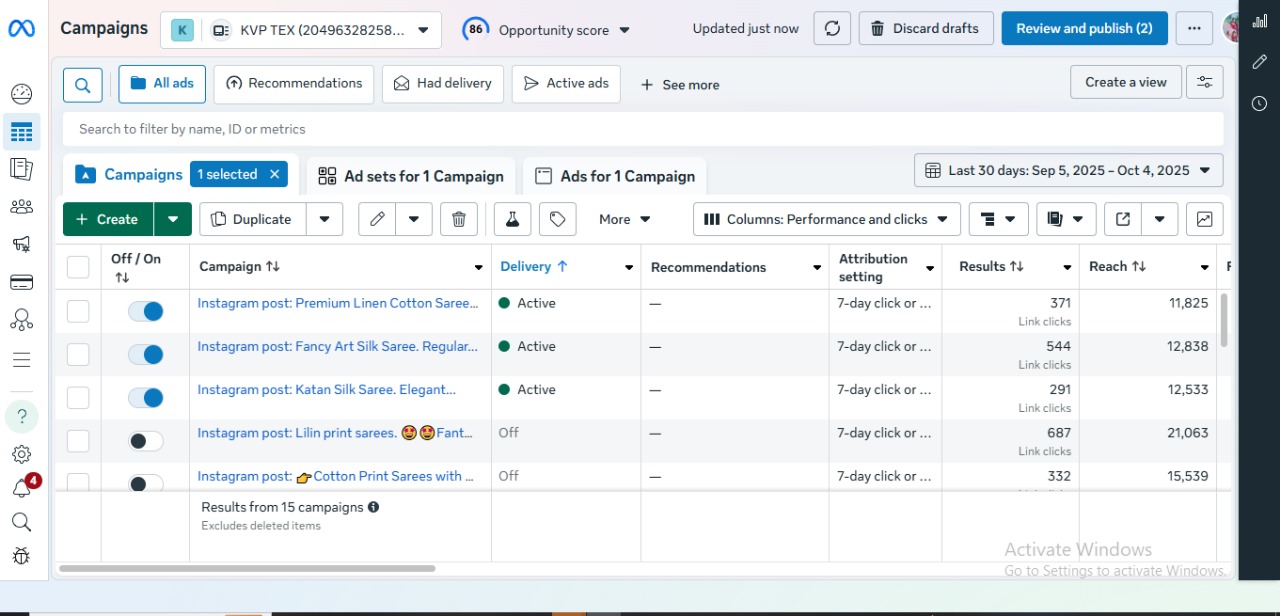 Campaigns
K
KVP TEX (20496328258...
86
Opportunity score
Updated just now
Discard drafts
Review and publish (2)
...
All ads
Recommendations
Had delivery
Active ads
+ See more
Create a view
Search to filter by name, ID or metrics
Campaigns
1 selected ×
Ad sets for 1 Campaign
Ads for 1 Campaign
Last 30 days: Sep 5, 2025 – Oct 4, 2025
+ Create
Duplicate
More
Columns: Performance and clicks
Off / On
Campaign
Delivery
Recommendations
Attribution
setting
Results
Reach
Instagram post: Premium Linen Cotton Saree...
Active
—
7-day click or ...
371
Link clicks
11,825
Instagram post: Fancy Art Silk Saree. Regular...
Active
—
7-day click or ...
544
Link clicks
12,838
Instagram post: Katan Silk Saree. Elegant...
Active
—
7-day click or ...
291
Link clicks
12,533
Instagram post: Lilin print sarees. 😍😍Fant...
Off
—
7-day click or ...
687
Link clicks
21,063
Instagram post: 👉Cotton Print Sarees with ...
Off
—
7-day click or ...
332
15,539
Results from 15 campaigns
Excludes deleted items
?
4
Activate Windows
Go to Settings to activate Windows.